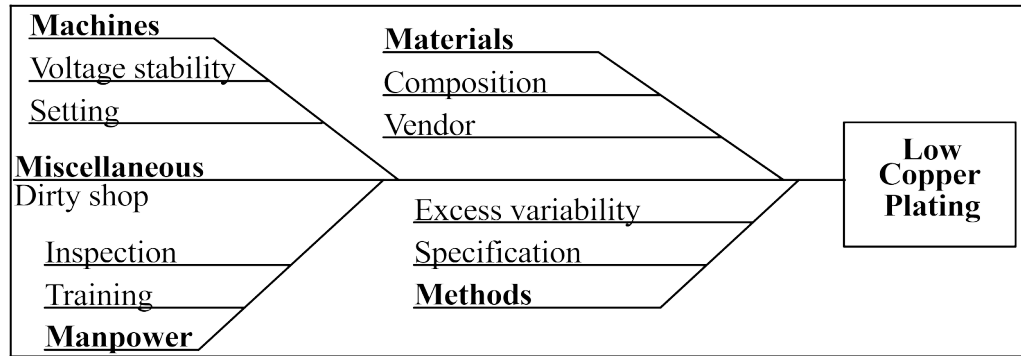 Machines
Voltage stability
Setting
Materials
Composition
Vendor
Miscellaneous
Dirty shop
Inspection
Training
Manpower
Excess variability
Specification
Methods
Low
Copper
Plating